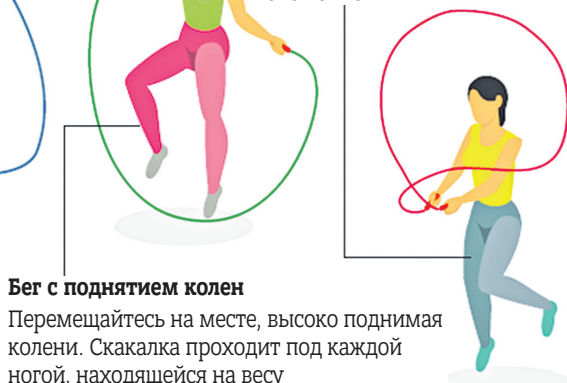 Бег с поднятием колен
Перемещайтесь на месте, высоко поднимая
колени. Скакалка проходит под каждой
ногой, находящейся на весу